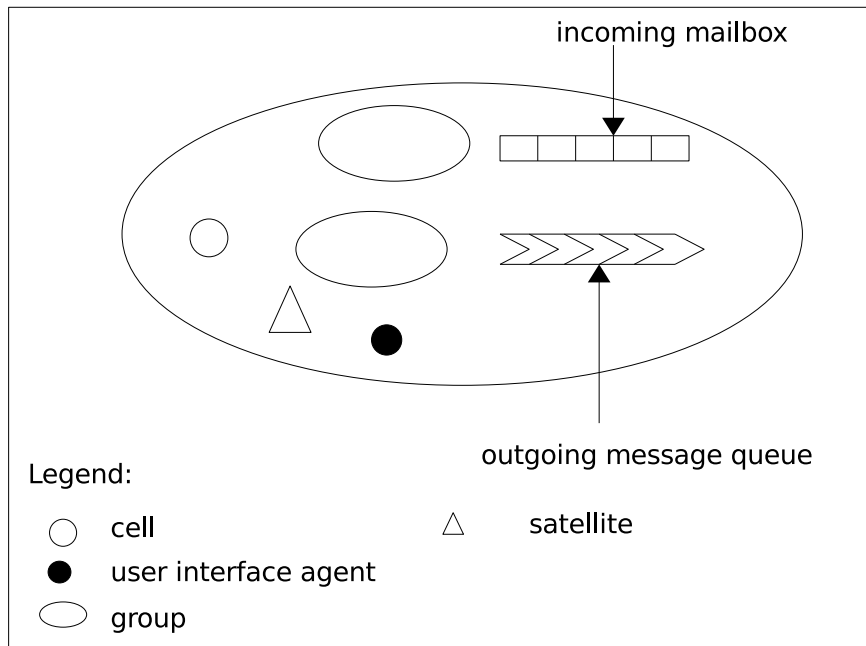 incoming mailbox
outgoing message queue
Legend:
cell
satellite
user interface agent
group